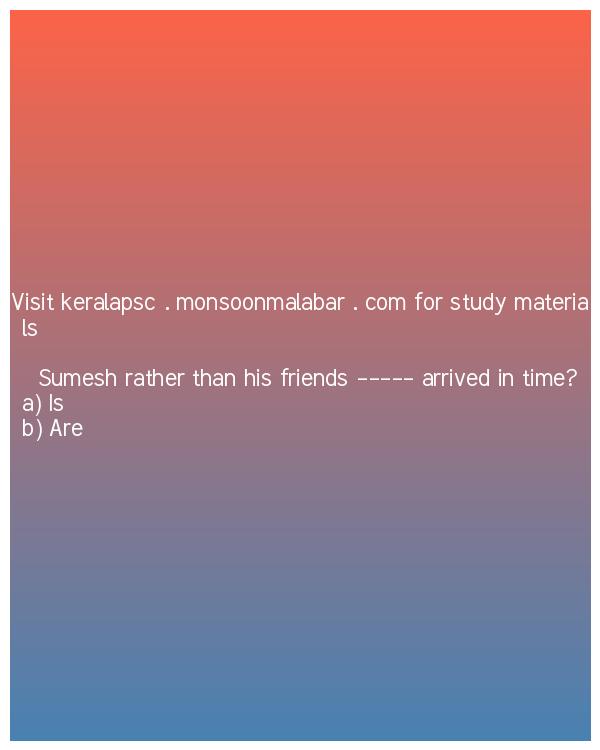 Visit keralapsc . monsoonmalabar . com for study materia
ls
Sumesh rather than his friends ----- arrived in time?
a) Is
b) Are